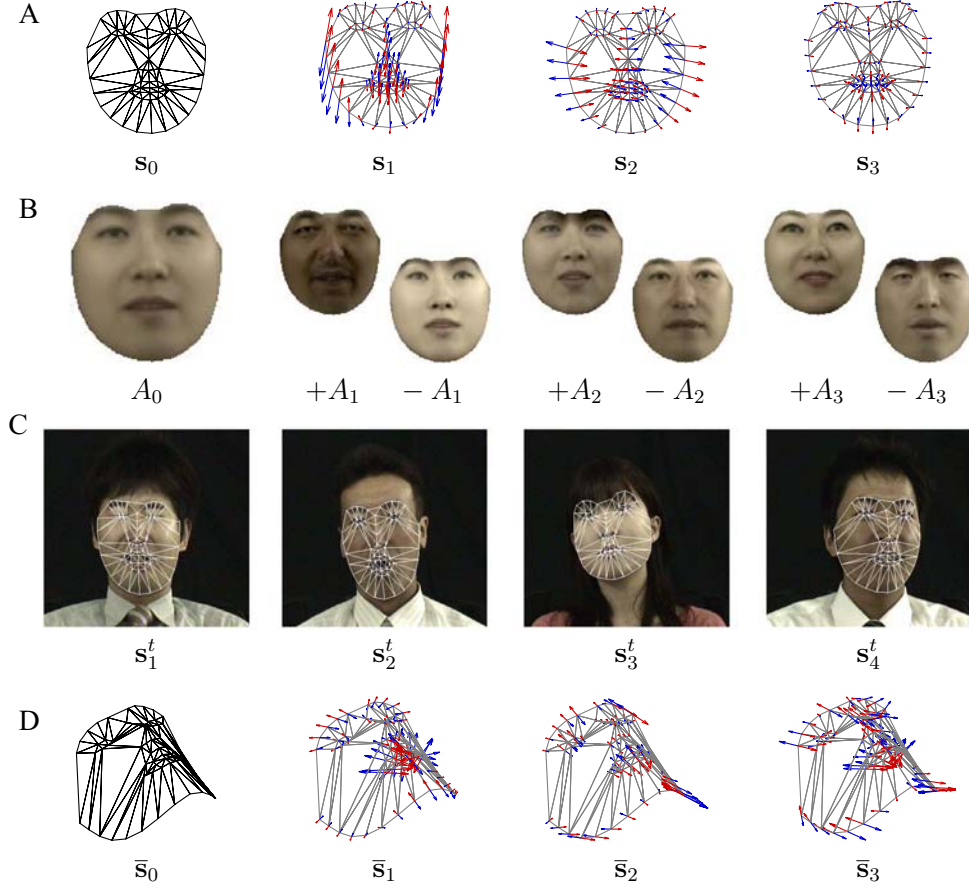 A
s₀ s₁ s₂ s₃
B
A₀ +A₁ − A₁ +A₂ − A₂ +A₃ − A₃
C
s₁ᵗ s₂ᵗ s₃ᵗ s₄ᵗ
D
s̅₀ s̅₁ s̅₂ s̅₃